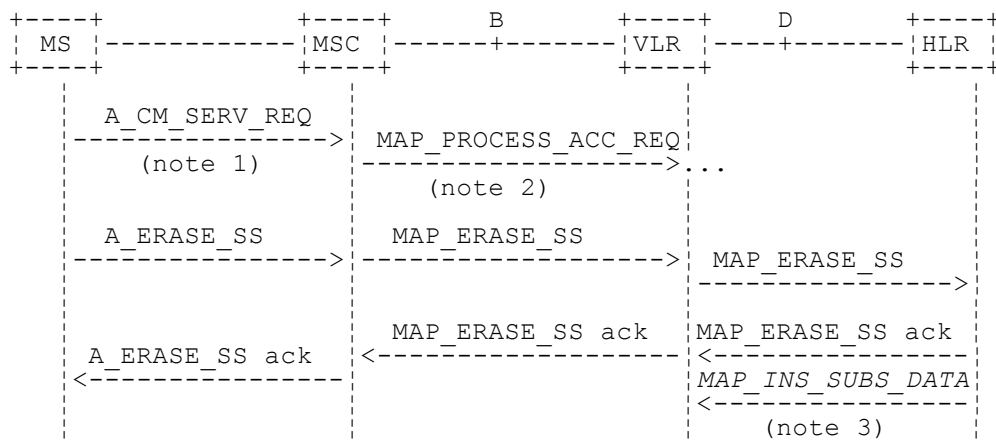 B D
MS MSC VLR HLR
A_CM_SERV_REQ
MAP_PROCESS_ACC_REQ
(note 1)
...
(note 2)
A_ERASE_SS MAP_ERASE_SS
MAP_ERASE_SS
MAP_ERASE_SS ack MAP_ERASE_SS ack
A_ERASE_SS ack
MAP_INS_SUBS_DATA
(note 3)